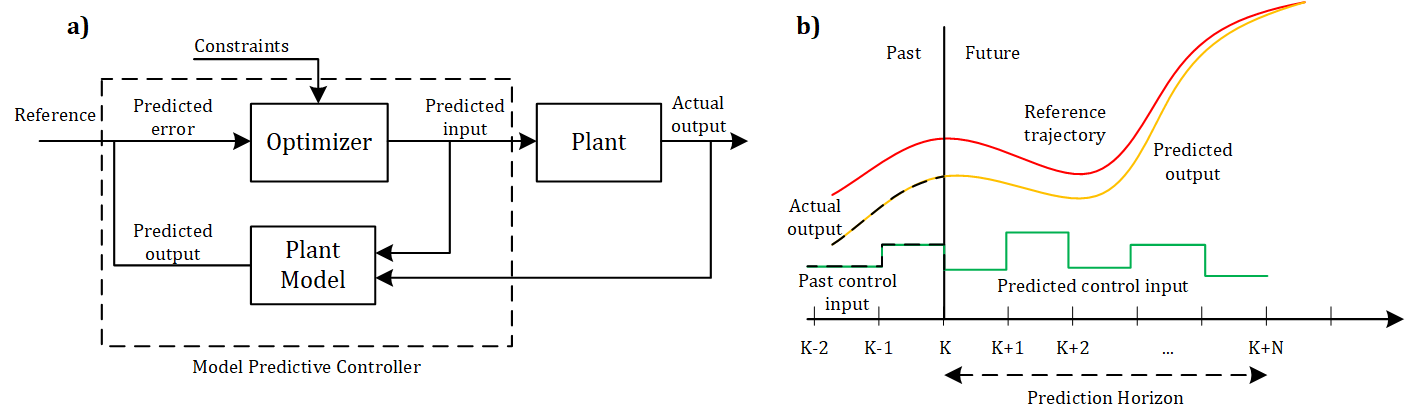 a)
Constraints
Reference
Predicted
error
Optimizer
Predicted
input
Plant
Actual
output
Predicted
output
Plant
Model
Model Predictive Controller
b)
Past
Future
Reference
trajectory
Predicted
output
Actual
output
Past control
input
Predicted control input
K-2
K-1
K
K+1
K+2
...
K+N
Prediction Horizon